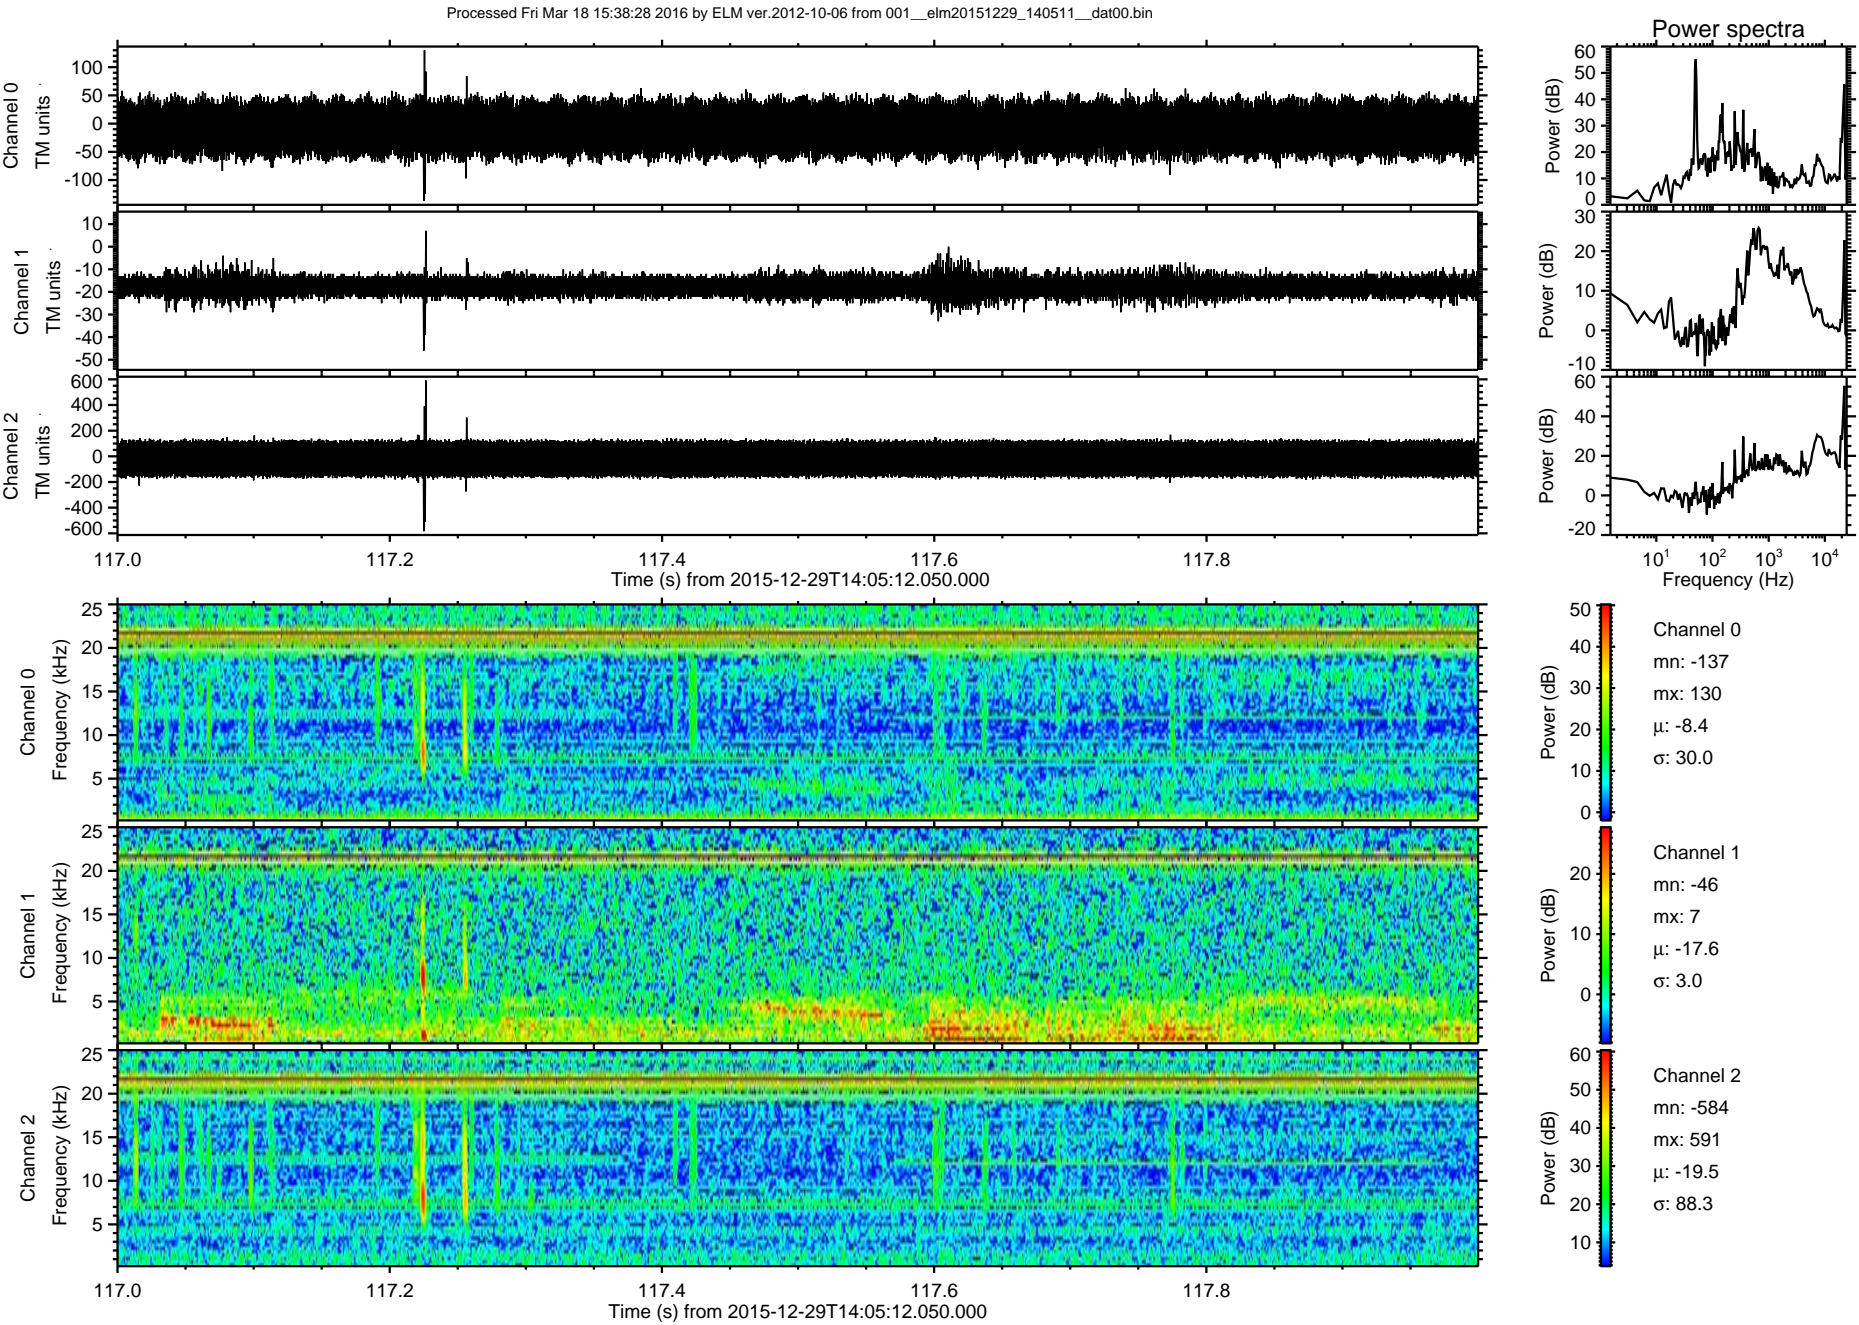 Processed Fri Mar 18 15:38:28 2016 by ELM ver.2012-10-06 from 001__elm20151229_140511__dat00.bin
Power spectra
Channel 0
TM units
100
50
0
-50
-100
Power (dB)
60
50
40
30
20
10
0
Channel 1
TM units
10
0
-10
-20
-30
-40
-50
Power (dB)
30
20
10
0
-10
Channel 2
TM units
600
400
200
0
-200
-400
-600
Power (dB)
60
40
20
0
-20
117.0
117.2
117.4
117.6
117.8
Time (s) from 2015-12-29T14:05:12.050.000
10^1
10^2
10^3
10^4
Frequency (Hz)
Channel 0
Frequency (kHz)
25
20
15
10
5
Power (dB)
50
40
30
20
10
0
Channel 0
mn: -137
mx: 130
µ: -8.4
σ: 30.0
Channel 1
Frequency (kHz)
25
20
15
10
5
Power (dB)
20
10
0
Channel 1
mn: -46
mx: 7
µ: -17.6
σ: 3.0
Channel 2
Frequency (kHz)
25
20
15
10
5
Power (dB)
60
50
40
30
20
10
Channel 2
mn: -584
mx: 591
µ: -19.5
σ: 88.3
117.0
117.2
117.4
117.6
117.8
Time (s) from 2015-12-29T14:05:12.050.000